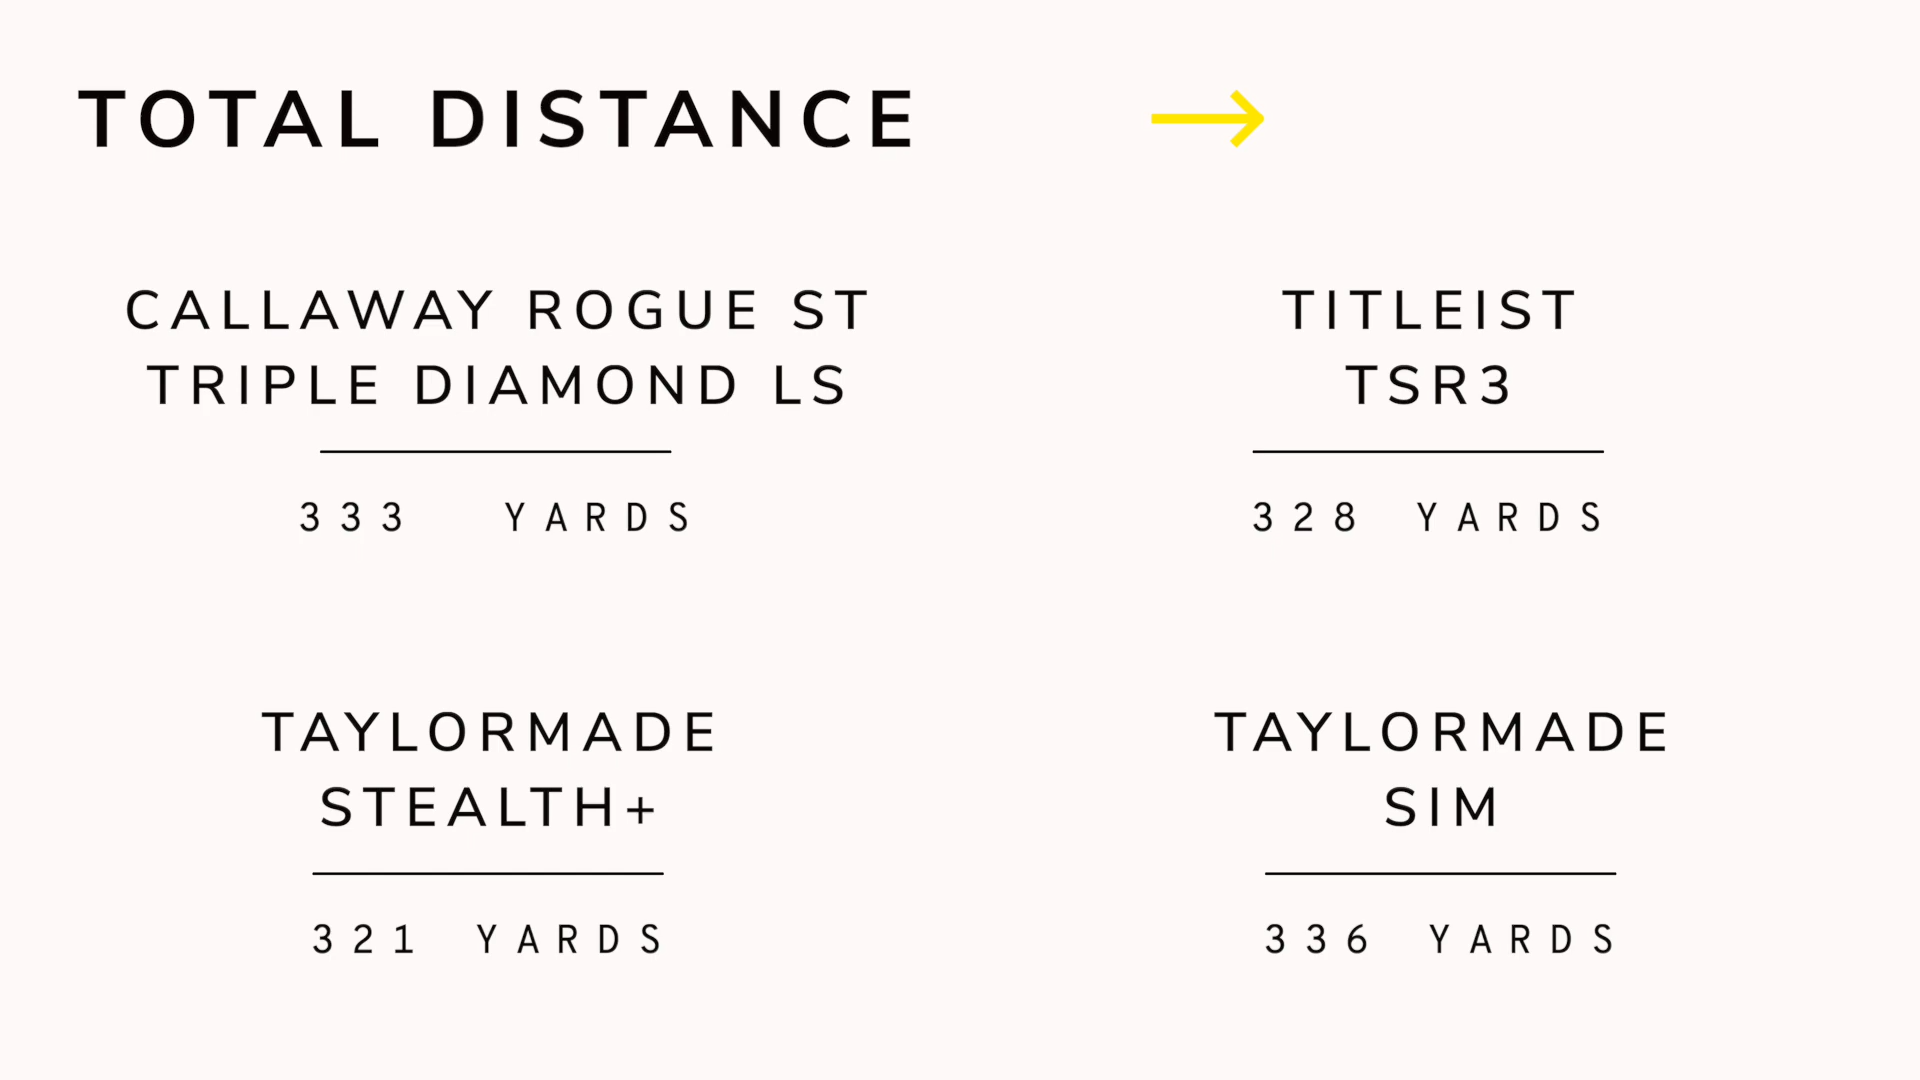 TOTAL DISTANCE
CALLAWAY ROGUE ST
TRIPLE DIAMOND LS
333 YARDS
TITLEIST
TSR3
328 YARDS
TAYLORMADE
STEALTH+
321 YARDS
TAYLORMADE
SIM
336 YARDS